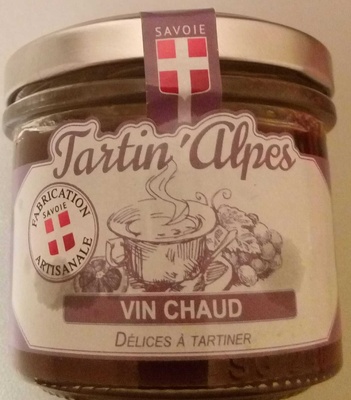 SAVOIE
Tartin'Alpes
FABRICATION
SAVOIE
ARTISANALE
VIN CHAUD
DÉLICES À TARTINER